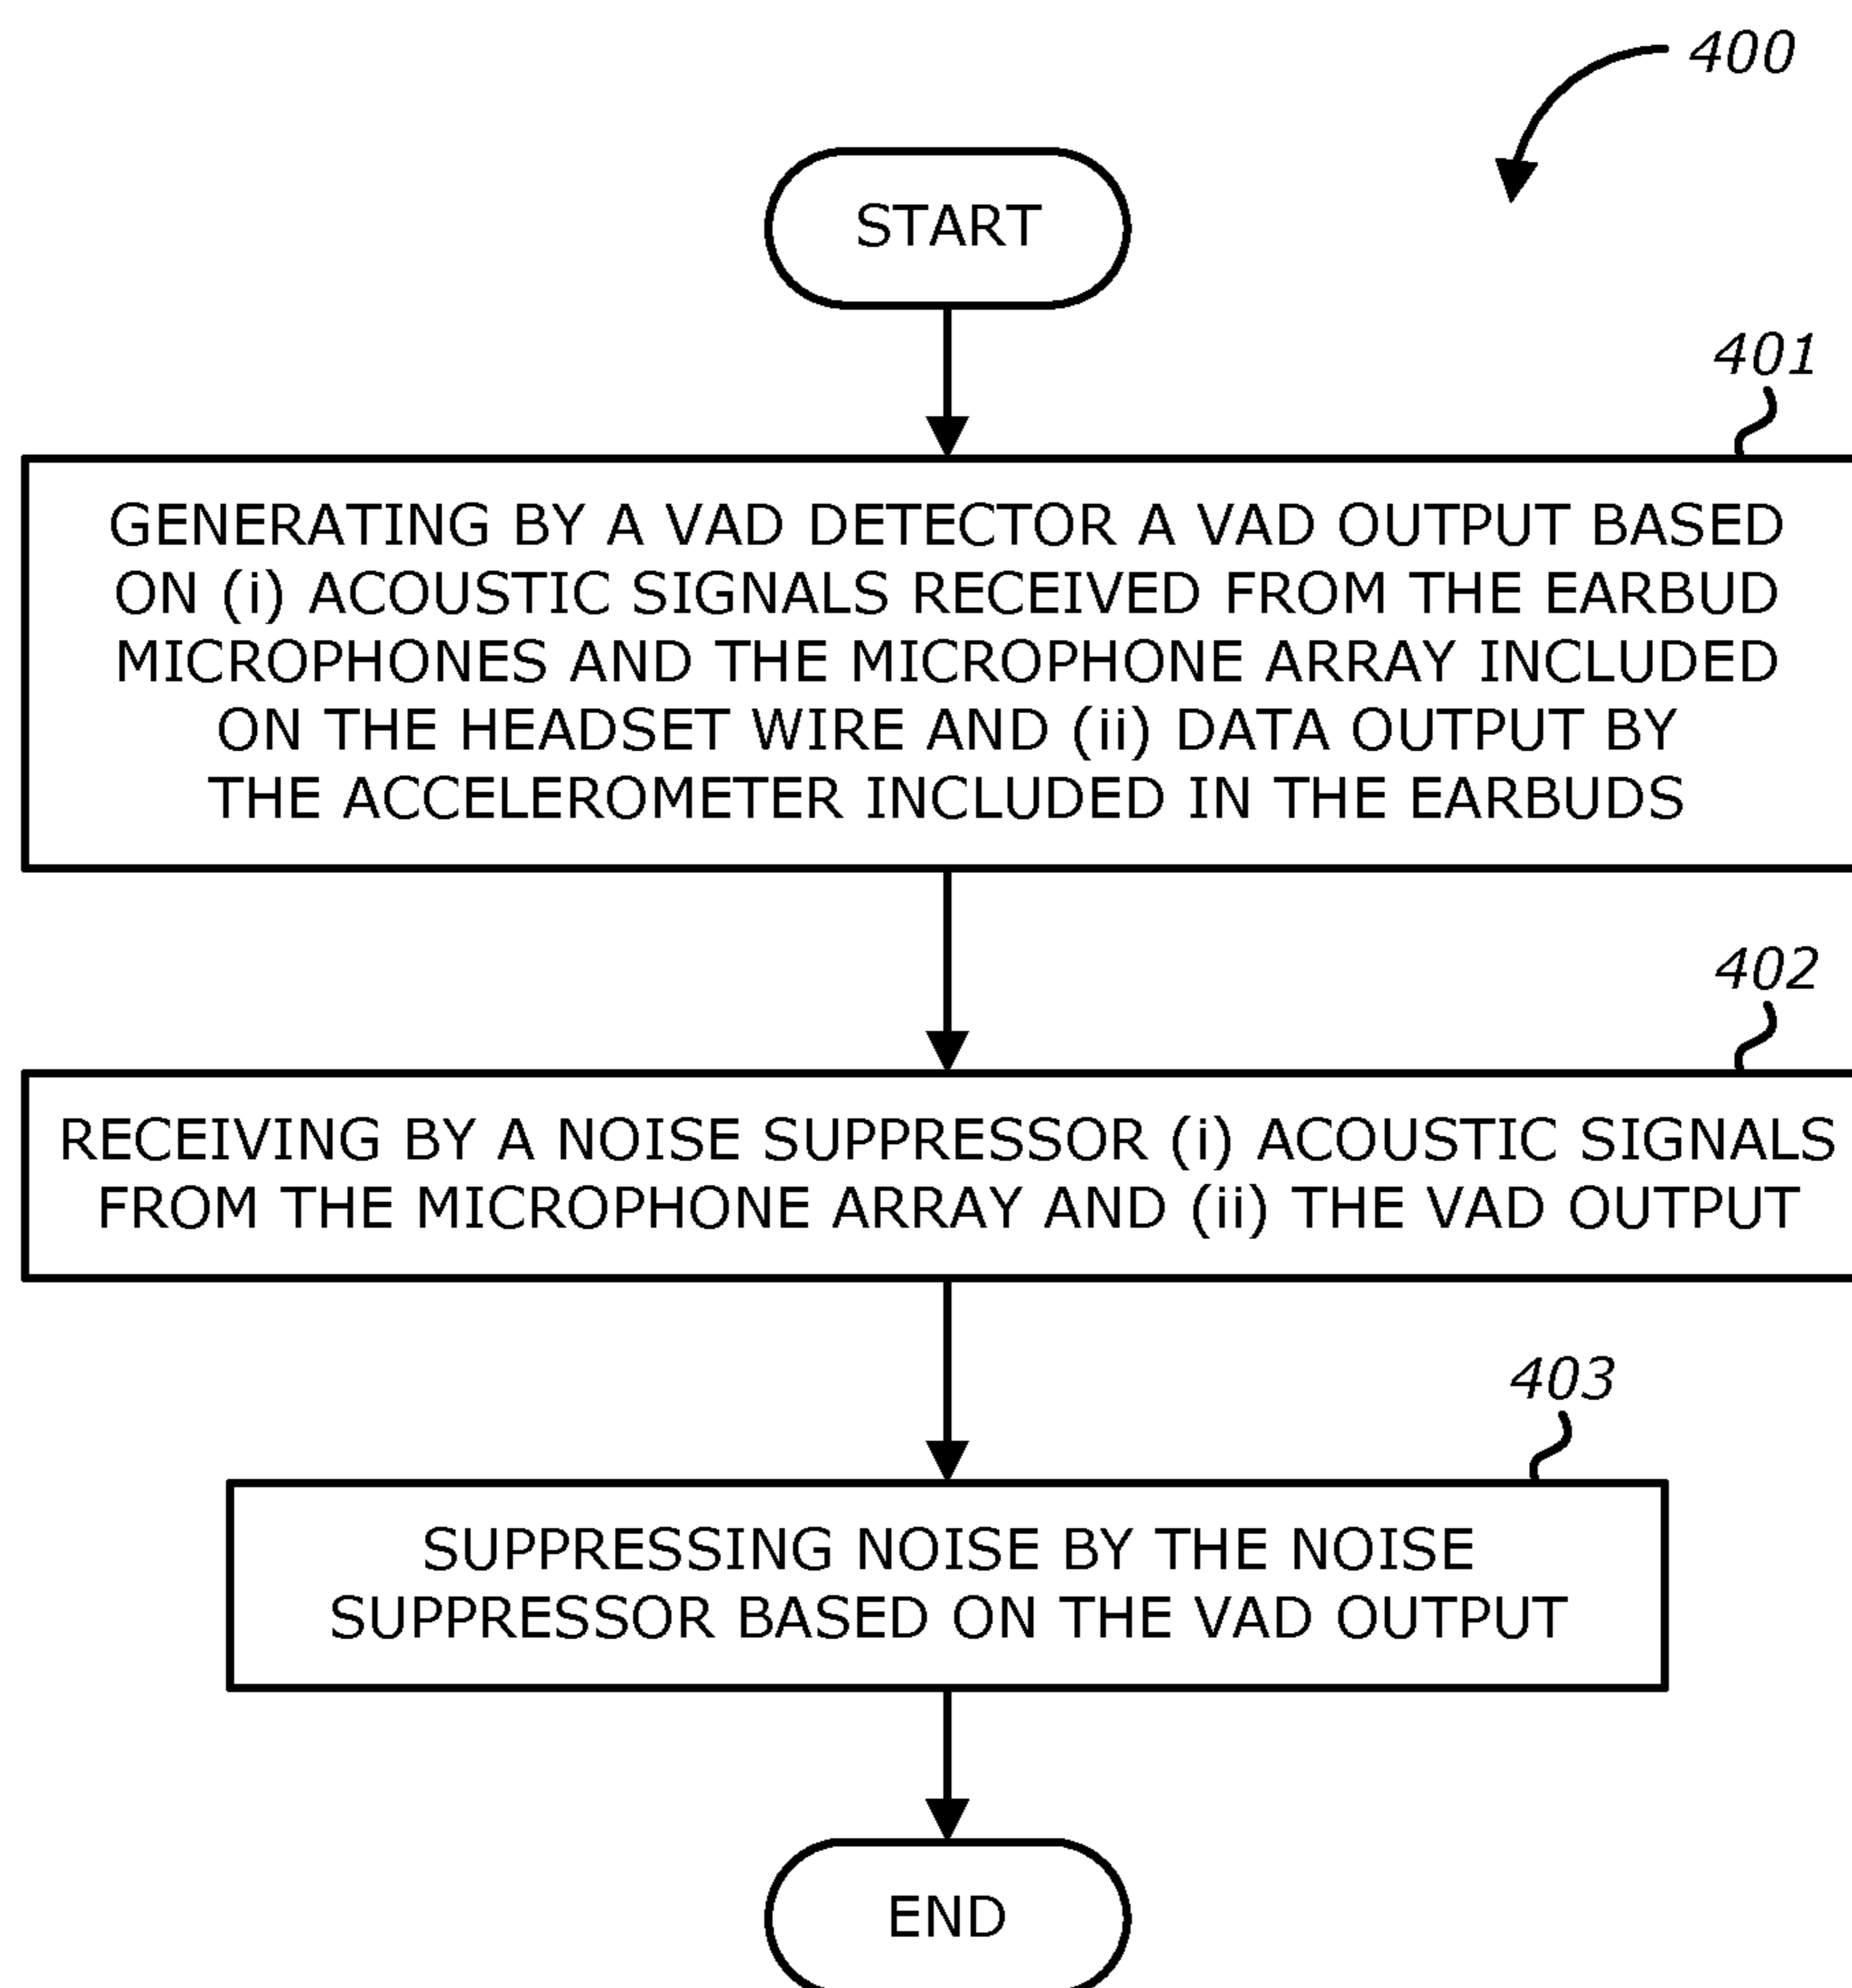 400
START
401
GENERATING BY A VAD DETECTOR A VAD OUTPUT BASED
ON (i) ACOUSTIC SIGNALS RECEIVED FROM THE EARBUD
MICROPHONES AND THE MICROPHONE ARRAY INCLUDED
ON THE HEADSET WIRE AND (ii) DATA OUTPUT BY
THE ACCELEROMETER INCLUDED IN THE EARBUDS
402
RECEIVING BY A NOISE SUPPRESSOR (i) ACOUSTIC SIGNALS
FROM THE MICROPHONE ARRAY AND (ii) THE VAD OUTPUT
403
SUPPRESSING NOISE BY THE NOISE
SUPPRESSOR BASED ON THE VAD OUTPUT
END